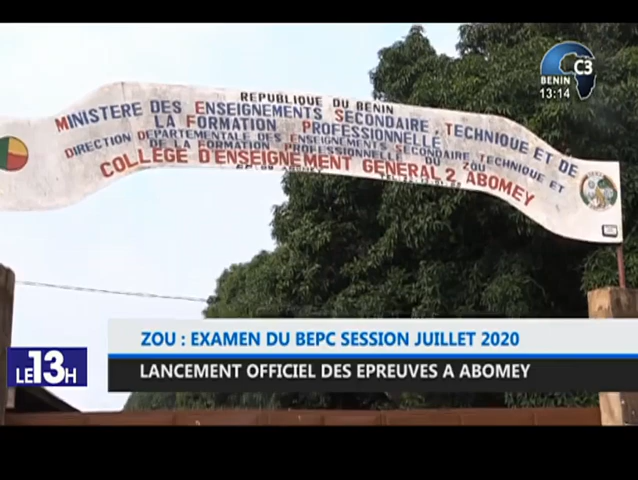 C3
BENIN
13:14
REPUBLIQUE DU BENIN
MINISTERE DES ENSEIGNEMENTS SECONDAIRE, TECHNIQUE ET DE
LA FORMATION PROFESSIONNELLE
DIRECTION DEPARTEMENTALE DES ENSEIGNEMENTS SECONDAIRE TECHNIQUE ET
DE LA FORMATION PROFESSIONNELLE DU ZOU
COLLEGE D'ENSEIGNEMENT GENERAL 2 ABOMEY
ZOU : EXAMEN DU BEPC SESSION JUILLET 2020
LE 13H
LANCEMENT OFFICIEL DES EPREUVES A ABOMEY